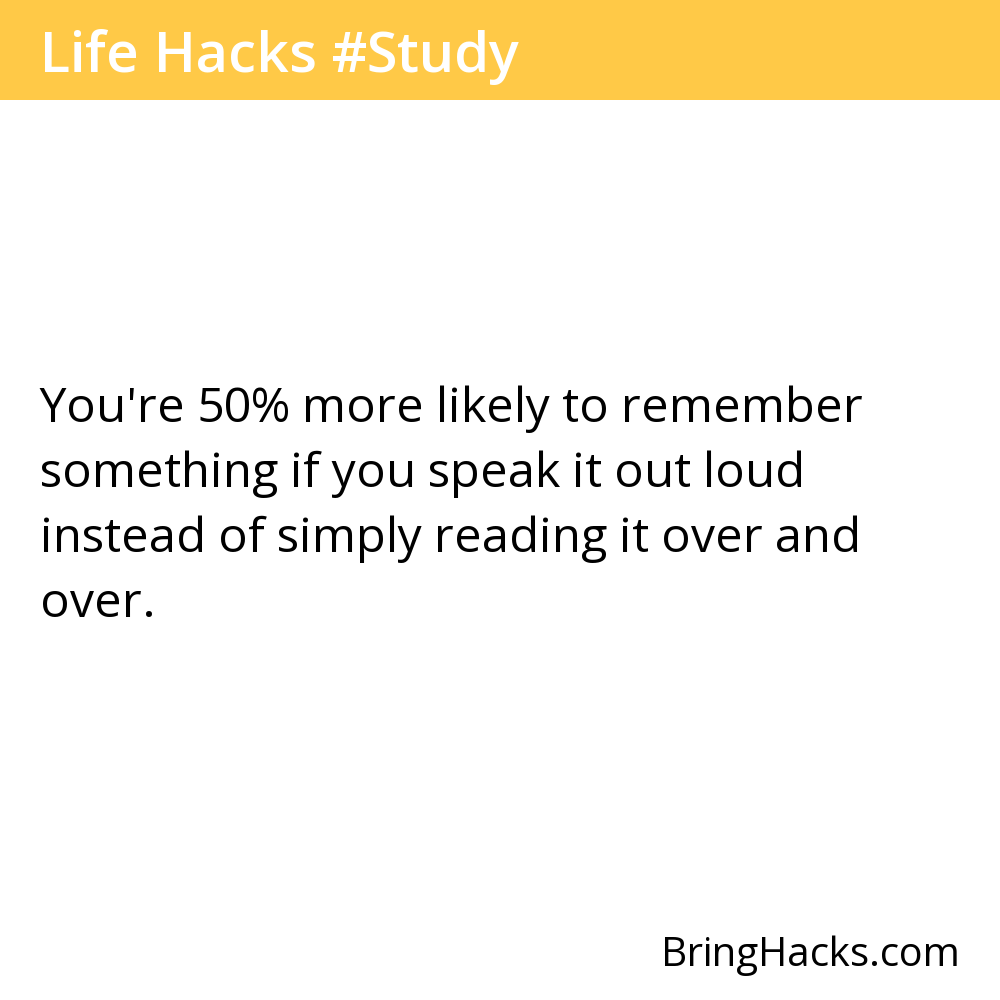 Life Hacks #Study
You're 50% more likely to remember
something if you speak it out loud
instead of simply reading it over and
over.
BringHacks.com